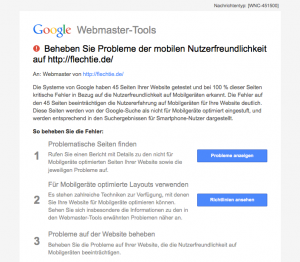 Nachrichtentyp: [WNC-451500]
Google Webmaster-Tools
Beheben Sie Probleme der mobilen Nutzerfreundlichkeit
auf http://flechtie.de/
An: Webmaster von http://flechtie.de/
Die Systeme von Google haben 45 Seiten Ihrer Website getestet und bei 100 % dieser Seiten
kritische Fehler in Bezug auf die Nutzerfreundlichkeit auf Mobilgeräten erkannt. Die Fehler auf
den 45 Seiten beeinträchtigen die Nutzererfahrung auf Mobilgeräten für Ihre Website deutlich.
Diese Seiten werden von der Google-Suche als nicht für Mobilgeräte optimiert eingestuft, und
werden entsprechend in den Suchergebnissen für Smartphone-Nutzer dargestellt.
So beheben Sie die Fehler:
1 Problematische Seiten finden
Rufen Sie einen Bericht mit Details zu den nicht für
Mobilgeräte optimierten Seiten Ihrer Website sowie die
jeweiligen Probleme auf.
Probleme anzeigen
2 Für Mobilgeräte optimierte Layouts verwenden
Es stehen zahlreiche Techniken zur Verfügung, mit denen
Sie Ihre Website für Mobilgeräte optimieren können.
Sehen Sie sich insbesondere die Informationen zu den in
den Webmaster-Tools erwähnten Problemen näher an.
Richtlinien ansehen
3 Probleme auf der Website beheben
Beheben Sie die Probleme auf Ihrer Website, die die Nutzerfreundlichkeit auf Mobilgeräten
beeinträchtigen.